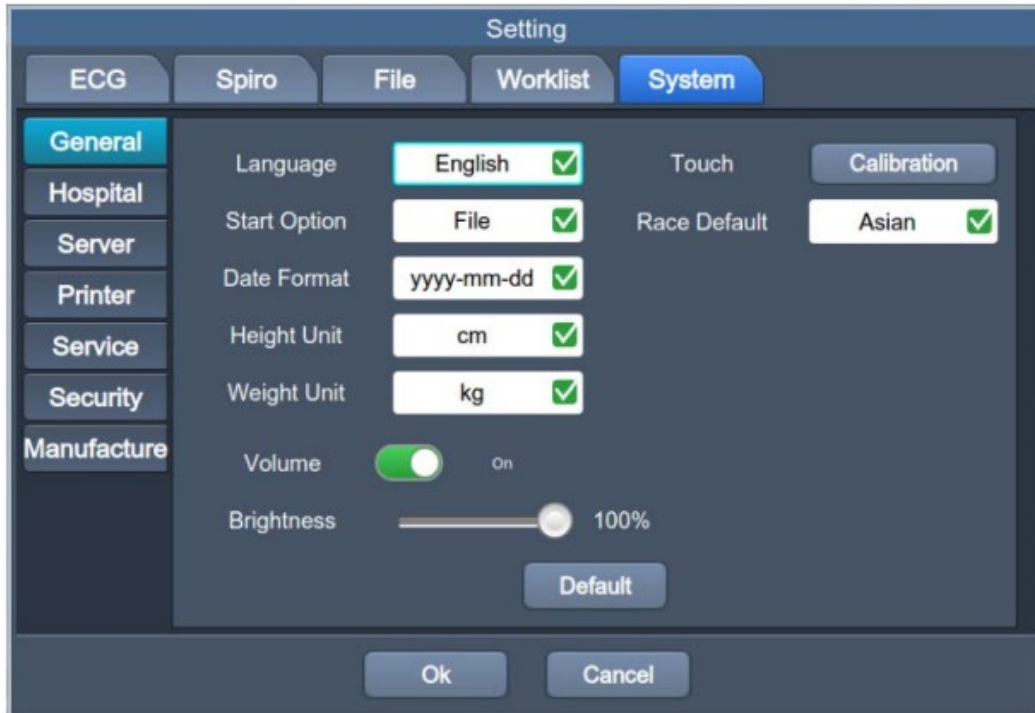 Setting
ECG Spiro File Worklist System
General
Hospital
Server
Printer
Service
Security
Manufacture
Language English Touch Calibration
Start Option File Race Default Asian
Date Format yyyy-mm-dd
Height Unit cm
Weight Unit kg
Volume On
Brightness 100%
Default
Ok Cancel